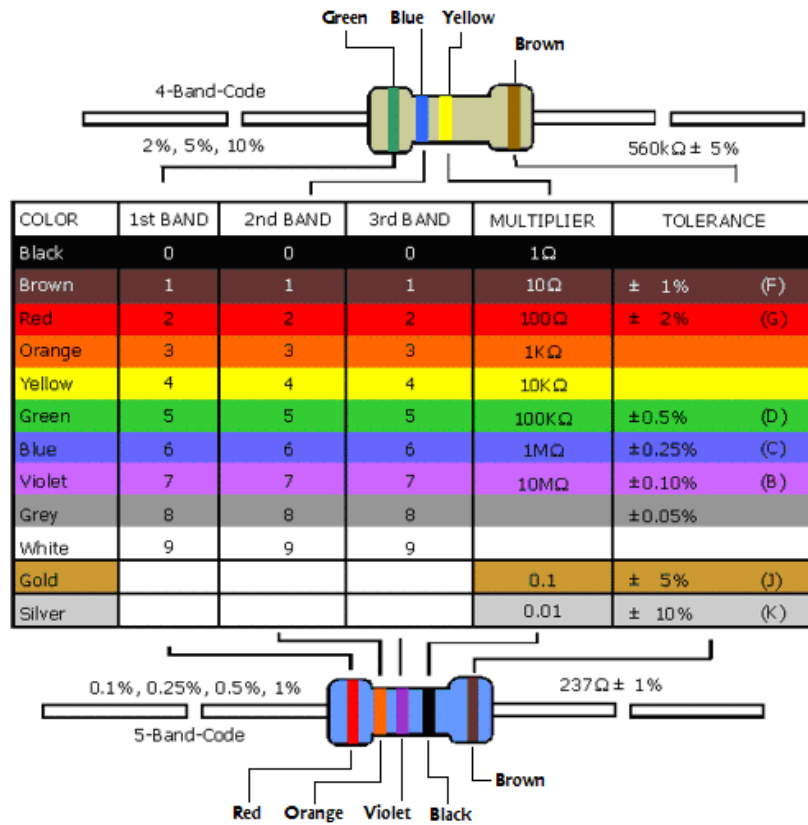 Green Blue Yellow
Brown
4-Band-Code
2%, 5%, 10%
560kΩ ± 5%
COLOR 1st BAND 2nd BAND 3rd BAND MULTIPLIER TOLERANCE
Black 0 0 0 1Ω
Brown 1 1 1 10Ω ± 1% (F)
Red 2 2 2 100Ω ± 2% (G)
Orange 3 3 3 1KΩ
Yellow 4 4 4 10KΩ
Green 5 5 5 100KΩ ±0.5% (D)
Blue 6 6 6 1MΩ ±0.25% (C)
Violet 7 7 7 10MΩ ±0.10% (B)
Grey 8 8 8 ±0.05%
White 9 9 9
Gold 0.1 ± 5% (J)
Silver 0.01 ± 10% (K)
0.1%, 0.25%, 0.5%, 1%
237Ω ± 1%
5-Band-Code
Brown
Red Orange Violet Black